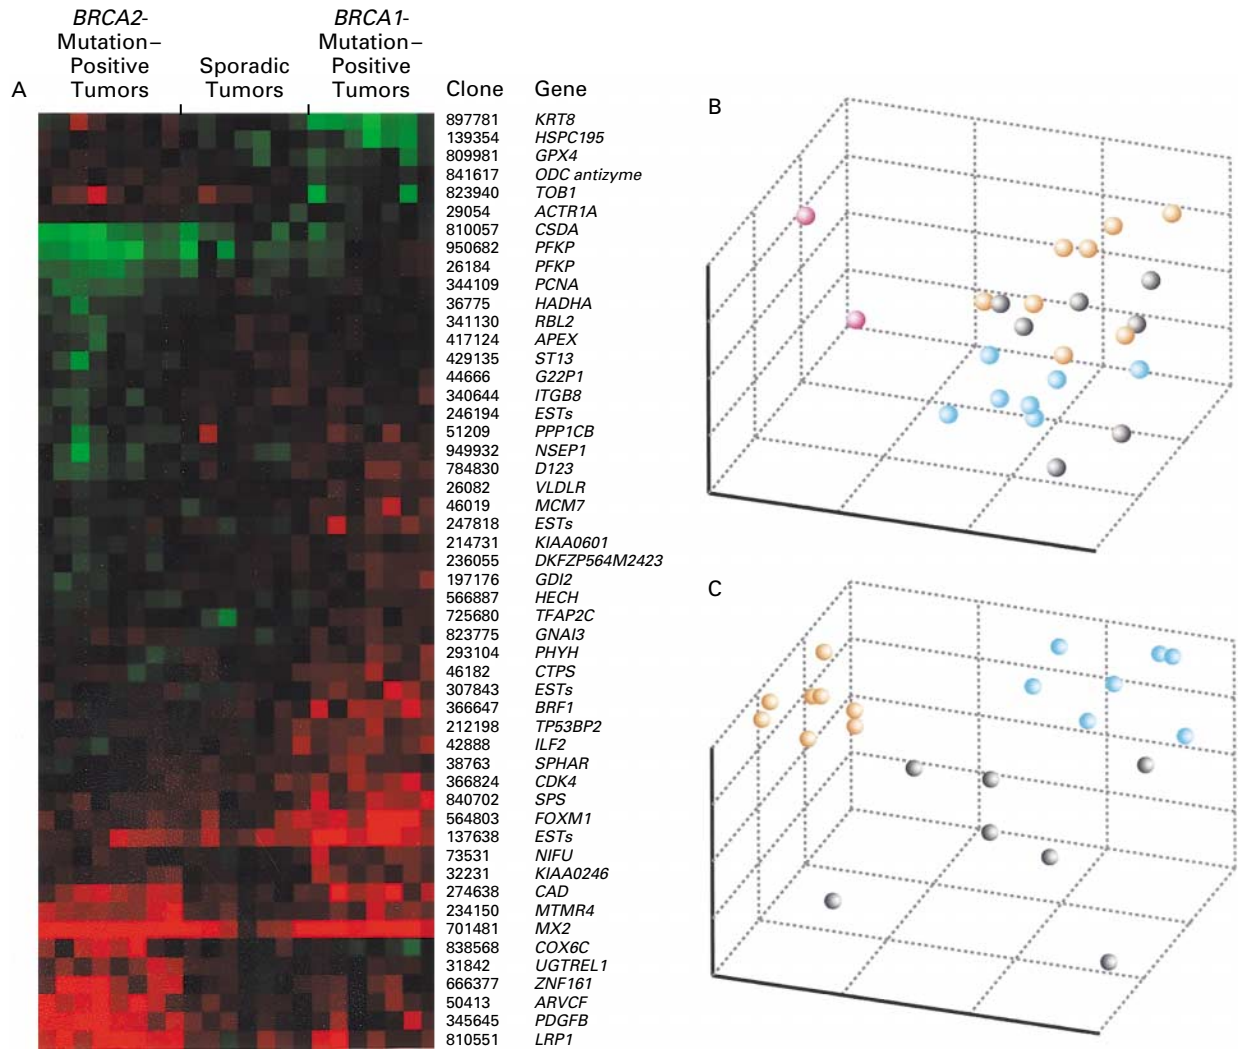 BRCA2-
Mutation–
Positive
Tumors
Sporadic
Tumors
BRCA1-
Mutation–
Positive
Tumors
A
Clone
Gene
897781 KRT8
139354 HSPC195
809981 GPX4
841617 ODC antizyme
823940 TOB1
29054 ACTR1A
810057 CSDA
950682 PFKP
26184 PFKP
344109 PCNA
36775 HADHA
341130 RBL2
417124 APEX
429135 ST13
44666 G22P1
340644 ITGB8
246194 ESTs
51209 PPP1CB
949932 NSEP1
784830 D123
26082 VLDLR
46019 MCM7
247818 ESTs
214731 KIAA0601
236055 DKFZP564M2423
197176 GDI2
566887 HECH
725680 TFAP2C
823775 GNAI3
293104 PHYH
46182 CTPS
307843 ESTs
366647 BRF1
212198 TP53BP2
42888 ILF2
38763 SPHAR
366824 CDK4
840702 SPS
564803 FOXM1
137638 ESTs
73531 NIFU
32231 KIAA0246
274638 CAD
234150 MTMR4
701481 MX2
838568 COX6C
31842 UGTREL1
666377 ZNF161
50413 ARVCF
345645 PDGFB
810551 LRP1
B
C